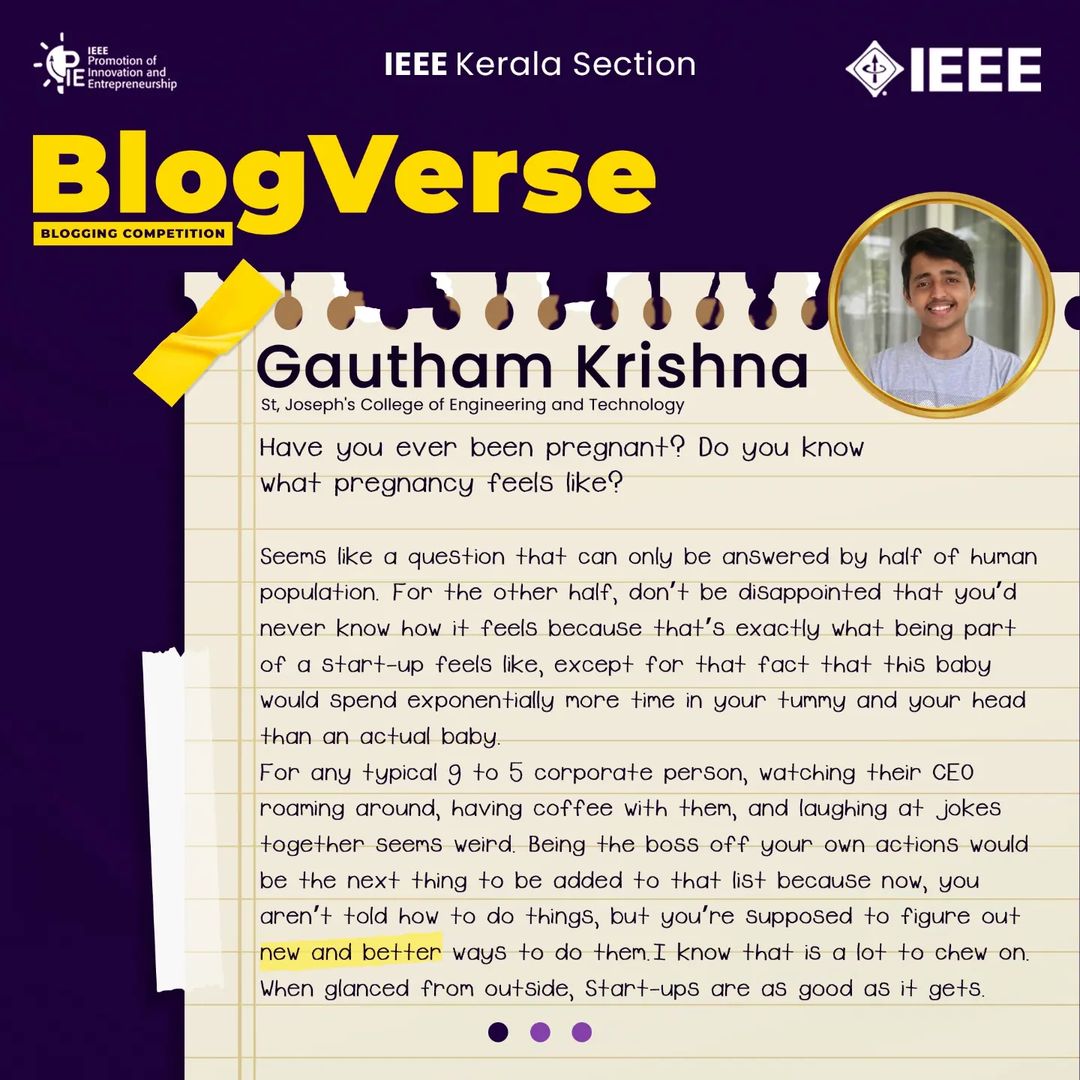 IEEE
Promotion of
Innovation and
Entrepreneurship
PIE
IEEE Kerala Section
IEEE
BlogVerse
BLOGGING COMPETITION
Gautham Krishna
St, Joseph's College of Engineering and Technology
Have you ever been pregnant? Do you know
what pregnancy feels like?
Seems like a question that can only be answered by half of human
population. For the other half, don't be disappointed that you'd
never know how it feels because that's exactly what being part
of a start-up feels like, except for that fact that this baby
would spend exponentially more time in your tummy and your head
than an actual baby.
For any typical 9 to 5 corporate person, watching their CEO
roaming around, having coffee with them, and laughing at jokes
together seems weird. Being the boss off your own actions would
be the next thing to be added to that list because now, you
aren't told how to do things, but you're supposed to figure out
new and better ways to do them.I know that is a lot to chew on.
When glanced from outside, Start-ups are as good as it gets.